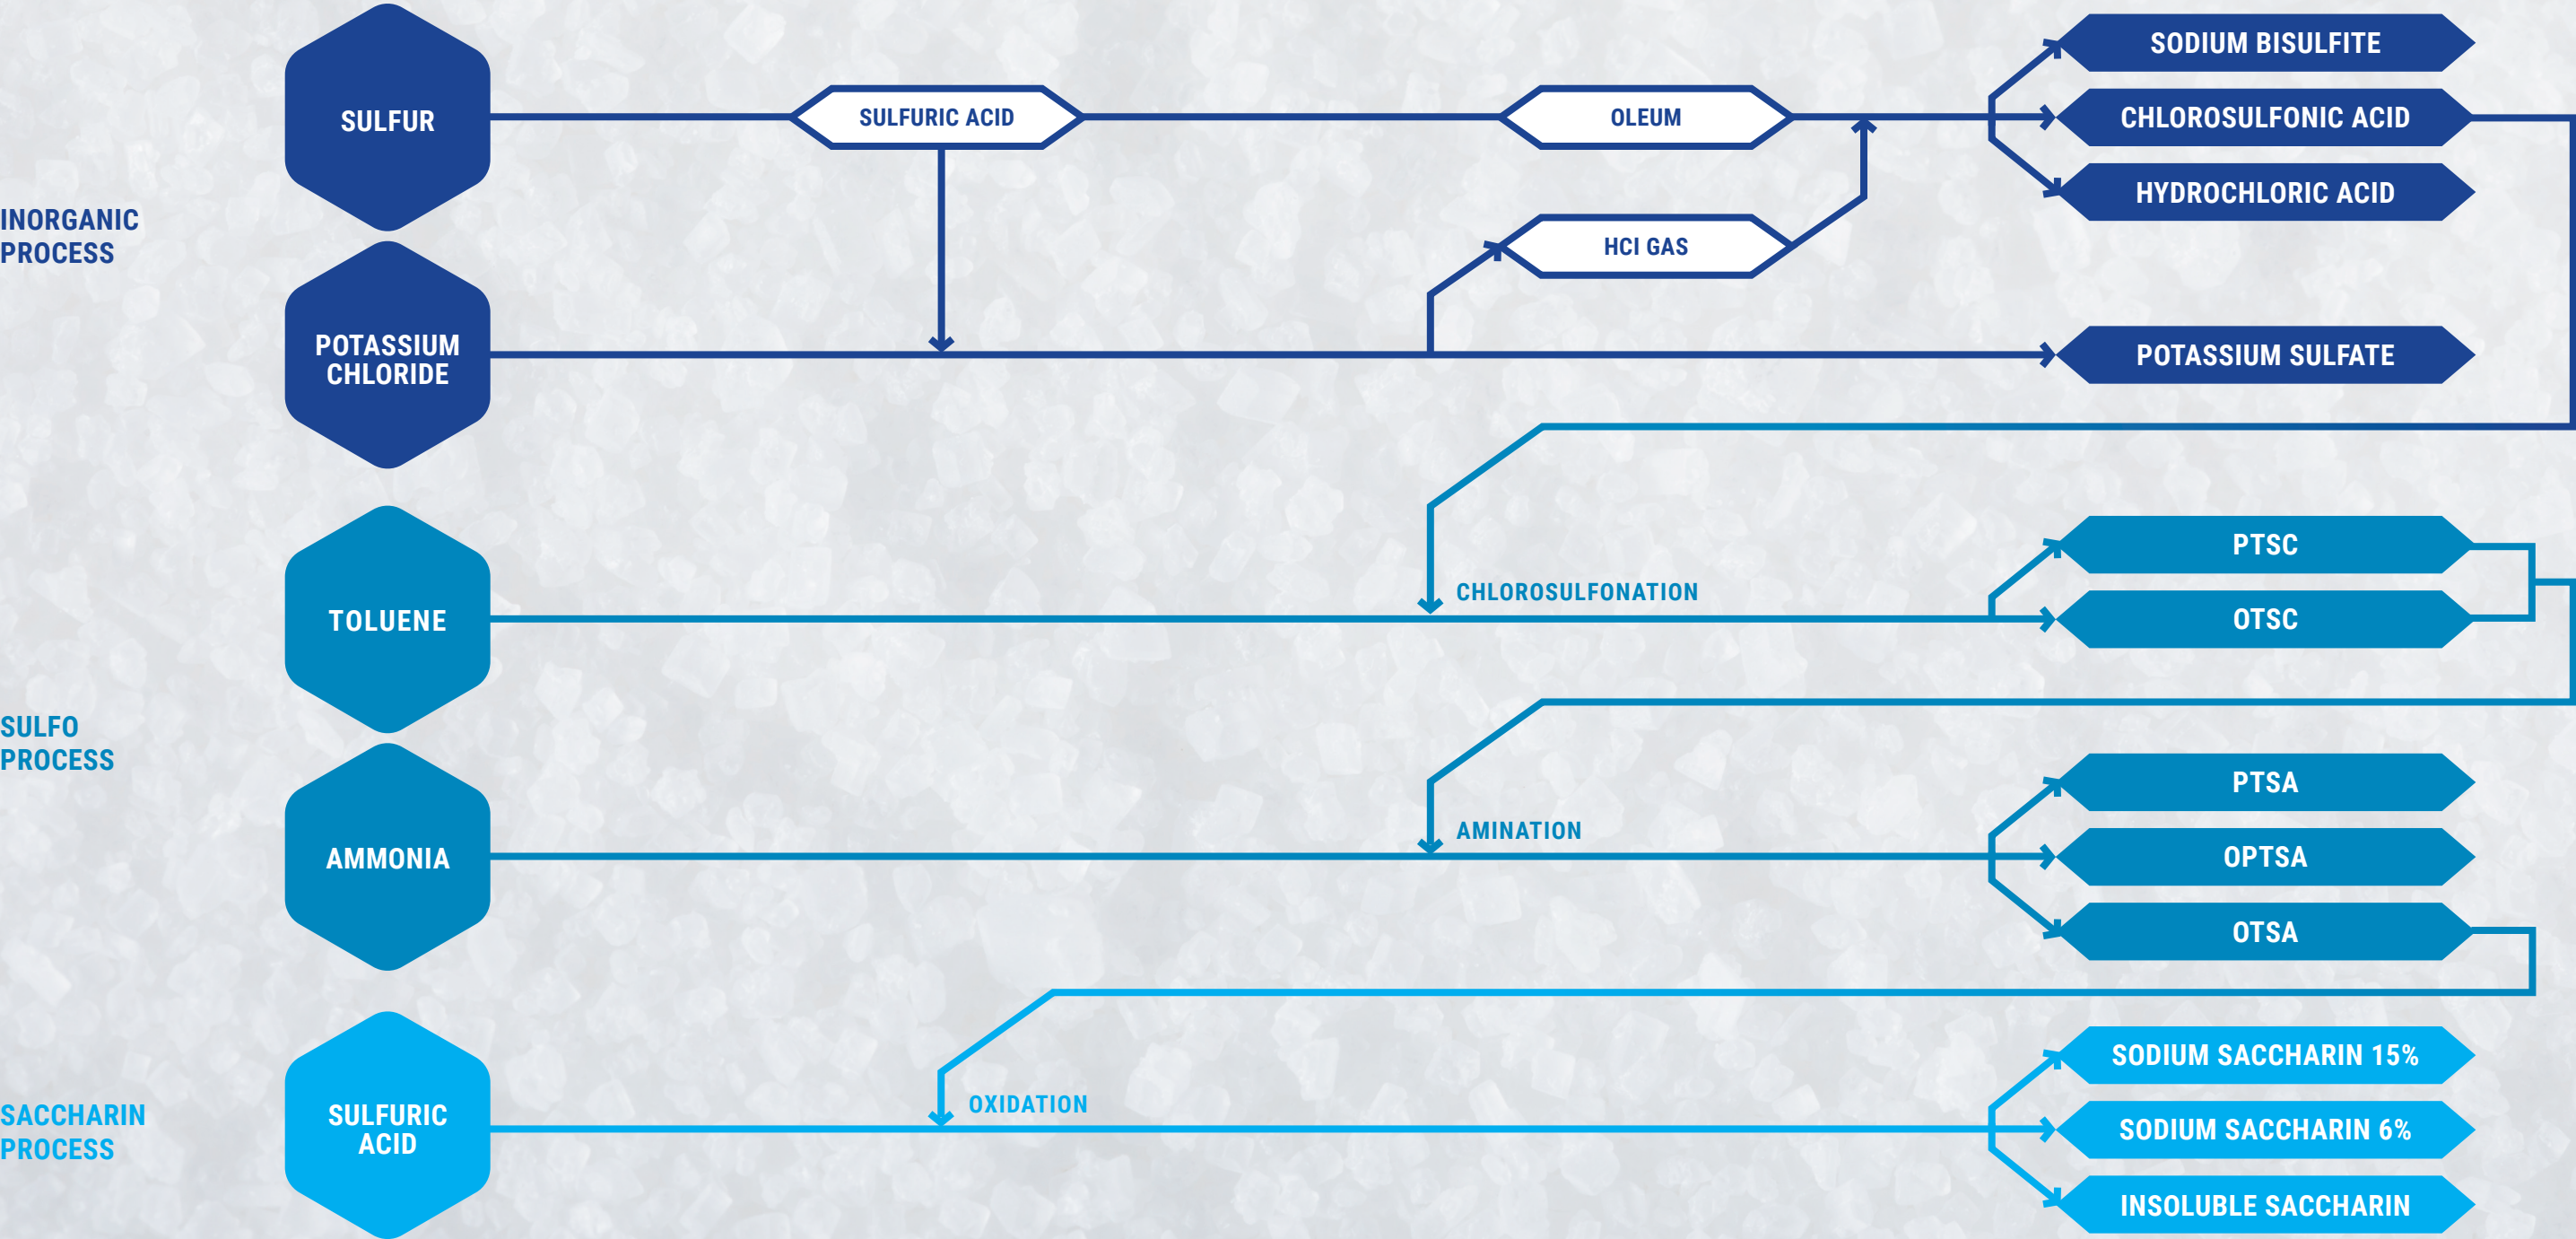 INORGANIC
PROCESS
SULFUR
SULFURIC ACID
OLEUM
SODIUM BISULFITE
CHLOROSULFONIC ACID
HYDROCHLORIC ACID
HCI GAS
POTASSIUM
CHLORIDE
POTASSIUM SULFATE
SULFO
PROCESS
TOLUENE
CHLOROSULFONATION
PTSC
OTSC
AMMONIA
AMINATION
PTSA
OPTSA
OTSA
SACCHARIN
PROCESS
SULFURIC
ACID
OXIDATION
SODIUM SACCHARIN 15%
SODIUM SACCHARIN 6%
INSOLUBLE SACCHARIN